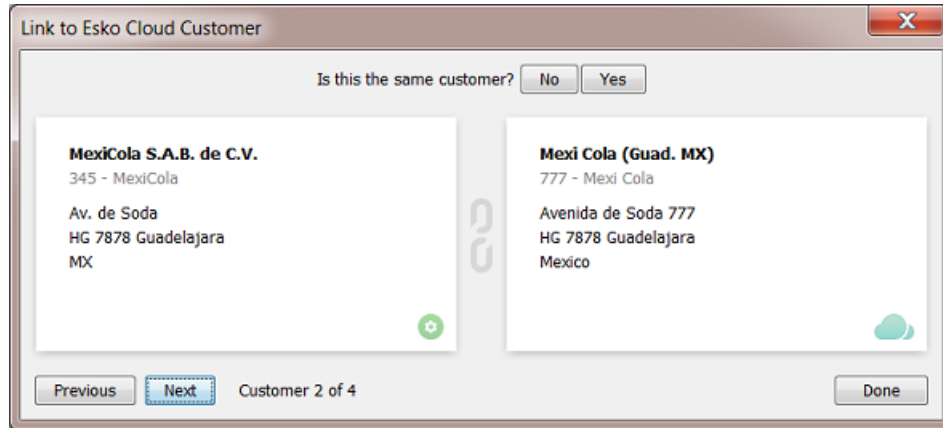 Link to Esko Cloud Customer
Is this the same customer? No Yes
MexiCola S.A.B. de C.V.
345 - MexiCola
Av. de Soda
HG 7878 Guadelajara
MX
Mexi Cola (Guad. MX)
777 - Mexi Cola
Avenida de Soda 777
HG 7878 Guadelajara
Mexico
Previous Next Customer 2 of 4 Done